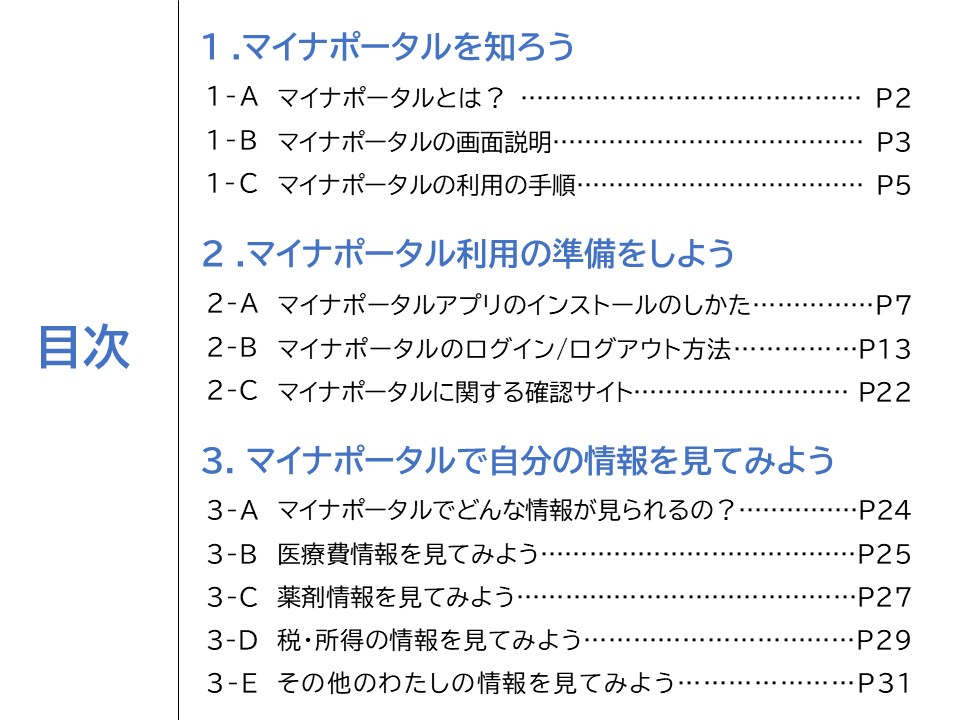 目次
1.マイナポータルを知ろう
1-A マイナポータルとは？ …………………………………… P2
1-B マイナポータルの画面説明………………………………… P3
1-C マイナポータルの利用の手順……………………………… P5
2.マイナポータル利用の準備をしよう
2-A マイナポータルアプリのインストールのしかた……………P7
2-B マイナポータルのログイン/ログアウト方法……………P13
2-C マイナポータルに関する確認サイト……………………… P22
3. マイナポータルで自分の情報を見てみよう
3-A マイナポータルでどんな情報が見られるの？……………P24
3-B 医療費情報を見てみよう…………………………………P25
3-C 薬剤情報を見てみよう……………………………………P27
3-D 税・所得の情報を見てみよう……………………………P29
3-E その他のわたしの情報を見てみよう…………………P31